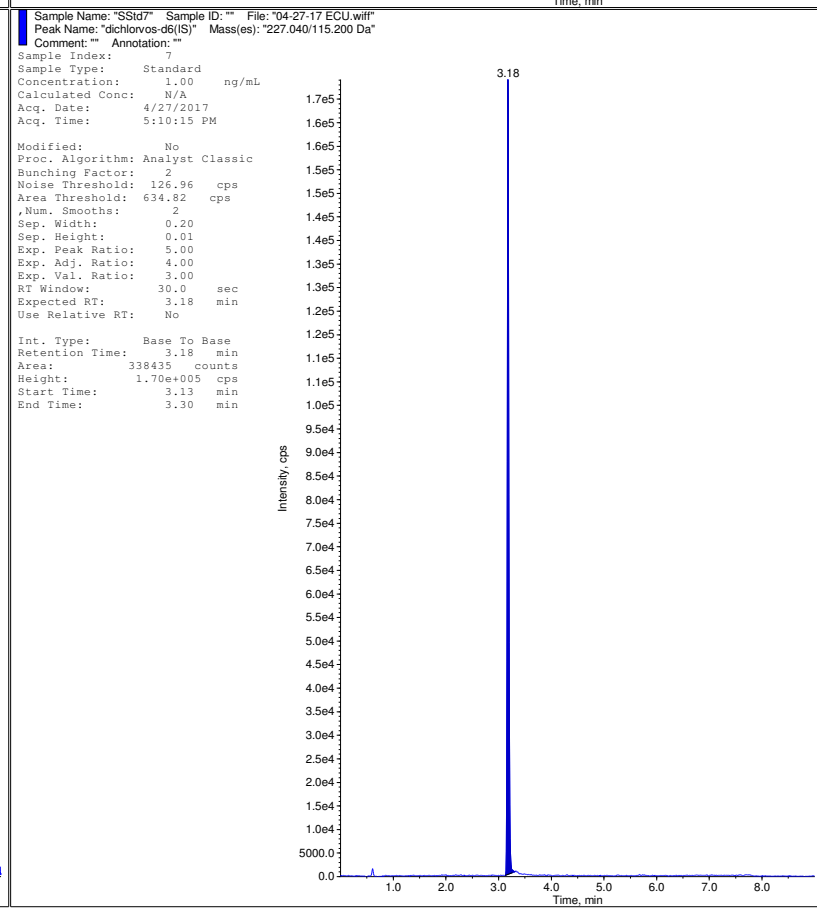 Time, min
Sample Name: "SStd7" Sample ID: "" File: "04-27-17 ECU.wiff"
Peak Name: "dichlorvos-d6(IS)" Mass(es): "227.040/115.200 Da"
Comment: "" Annotation: ""
Sample Index: 7
Sample Type: Standard
Concentration: 1.00 ng/mL
Calculated Conc: N/A
Acq. Date: 4/27/2017
Acq. Time: 5:10:15 PM
Modified: No
Proc. Algorithm: Analyst Classic
Bunching Factor: 2
Noise Threshold: 126.96 cps
Area Threshold: 634.82 cps
,Num. Smooths: 2
Sep. Width: 0.20
Sep. Height: 0.01
Exp. Peak Ratio: 5.00
Exp. Adj. Ratio: 4.00
Exp. Val. Ratio: 3.00
RT Window: 30.0 sec
Expected RT: 3.18 min
Use Relative RT: No
Int. Type: Base To Base
Retention Time: 3.18 min
Area: 338435 counts
Height: 1.70e+005 cps
Start Time: 3.13 min
End Time: 3.30 min
3.18
1.7e5
1.6e5
1.6e5
1.5e5
1.5e5
1.4e5
1.4e5
1.3e5
1.3e5
1.2e5
1.2e5
1.1e5
1.1e5
1.0e5
9.5e4
9.0e4
8.5e4
8.0e4
7.5e4
7.0e4
6.5e4
6.0e4
5.5e4
5.0e4
4.5e4
4.0e4
3.5e4
3.0e4
2.5e4
2.0e4
1.5e4
1.0e4
5000.0
0.0
Intensity, cps
1.0 2.0 3.0 4.0 5.0 6.0 7.0 8.0
Time, min